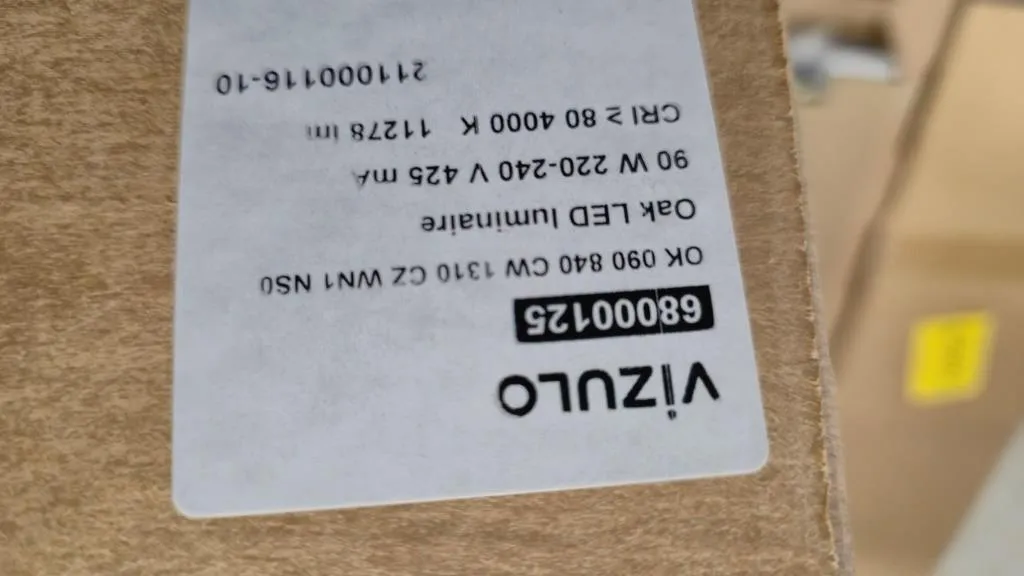 VIZULO
68000125
OK 090 840 CW 1310 CZ WN1 NS0
Oak LED luminaire
90 W 220-240 V 425 mA
CRI ≥ 80 4000 K 11278 lm
211000116-10